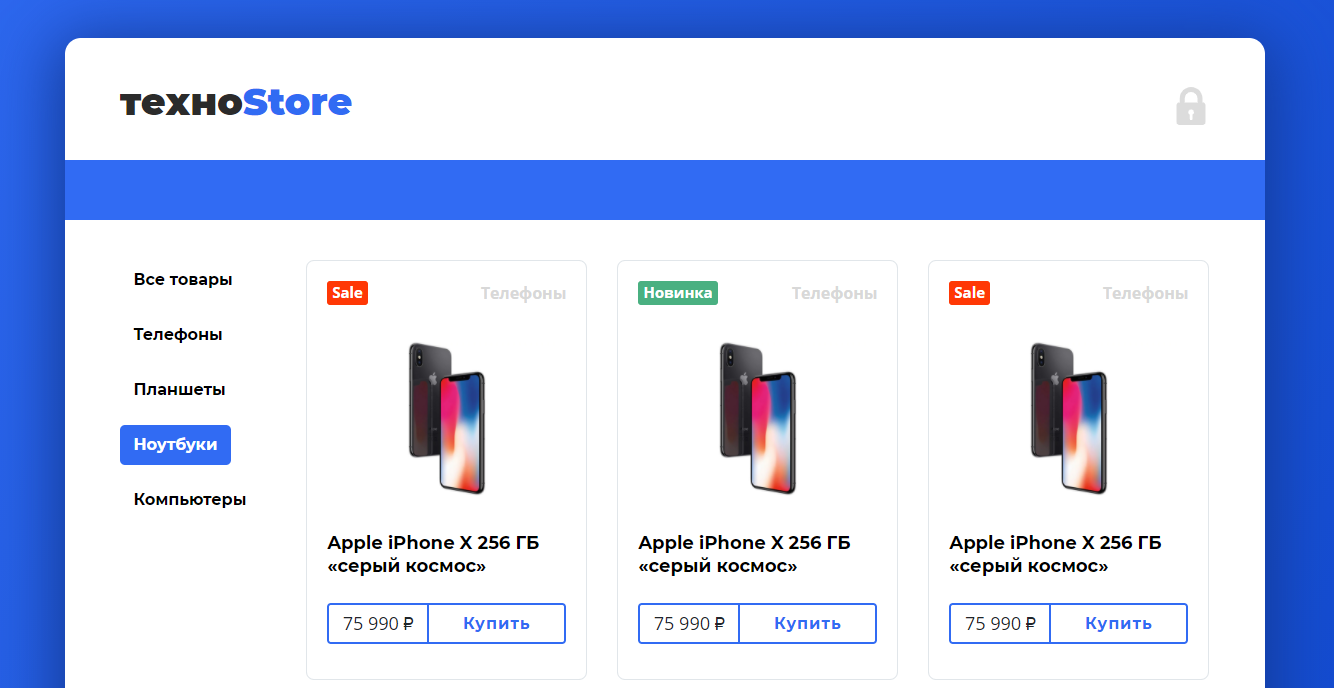 техноStore
Все товары
Телефоны
Планшеты
Ноутбуки
Компьютеры
Sale
Телефоны
Apple iPhone X 256 ГБ
«серый космос»
75 990 ₽
Купить
Новинка
Телефоны
Apple iPhone X 256 ГБ
«серый космос»
75 990 ₽
Купить
Sale
Телефоны
Apple iPhone X 256 ГБ
«серый космос»
75 990 ₽
Купить